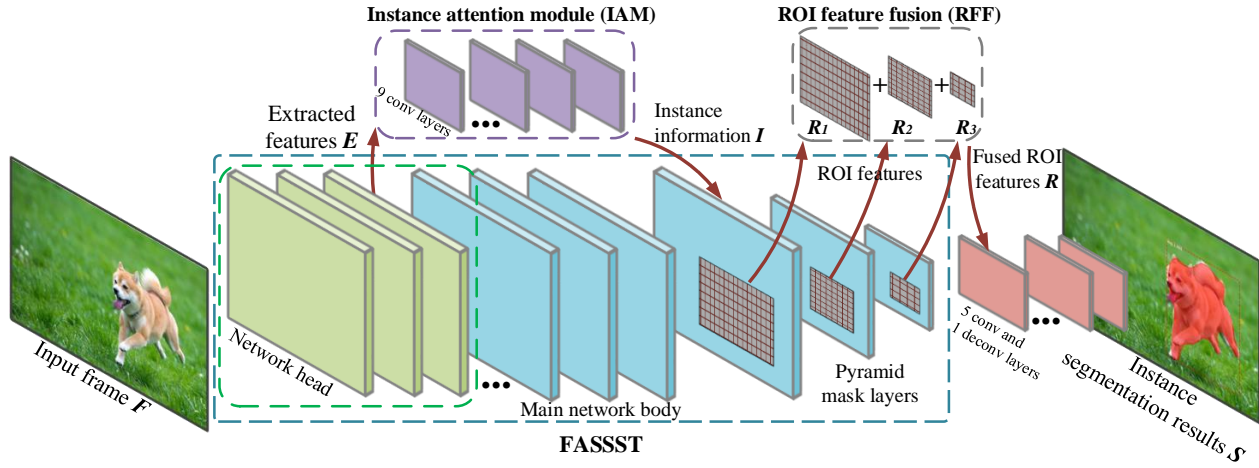 Instance attention module (IAM)
ROI feature fusion (RFF)
9 conv layers
Extracted
features E
Instance
information I
+
+
R1
R2
R3
ROI features
Fused ROI
features R
Input frame F
Network head
Main network body
Pyramid
mask layers
5 conv and
1 deconv layers
Instance
segmentation results S
FASSST